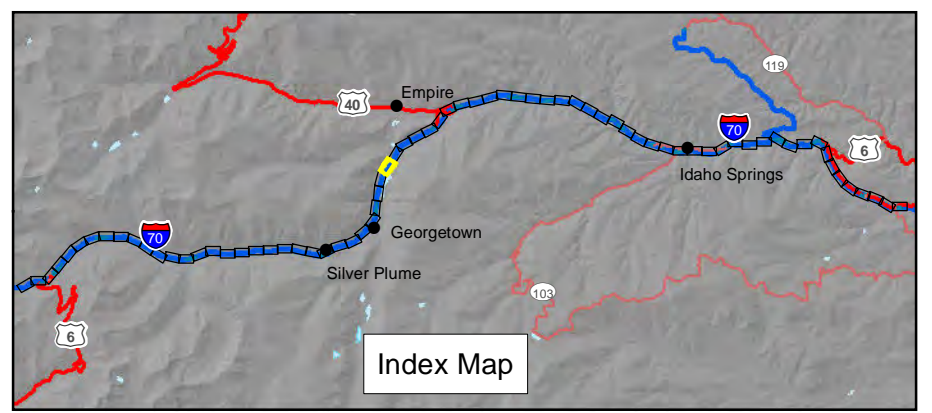 119
Empire
40
70
6
Idaho Springs
70
Georgetown
Silver Plume
103
6
Index Map